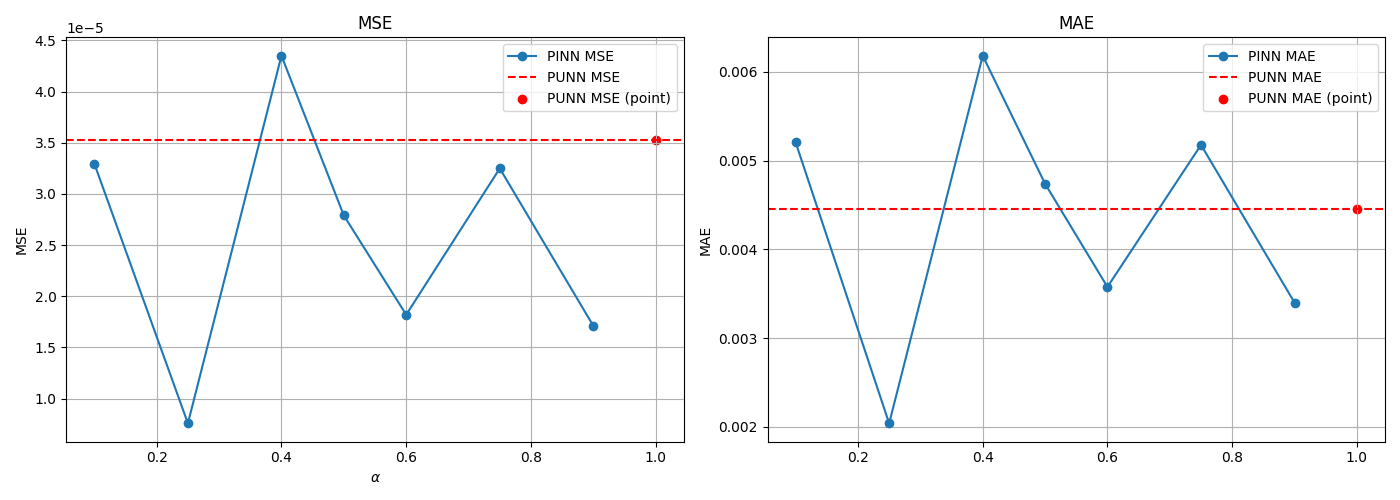 MSE
1e−5
4.5
4.0
3.5
3.0
2.5
2.0
1.5
1.0
MSE
0.2 0.4 0.6 0.8 1.0
α
PINN MSE
PUNN MSE
PUNN MSE (point)
MAE
0.006
0.005
0.004
0.003
0.002
MAE
0.2 0.4 0.6 0.8 1.0
PINN MAE
PUNN MAE
PUNN MAE (point)